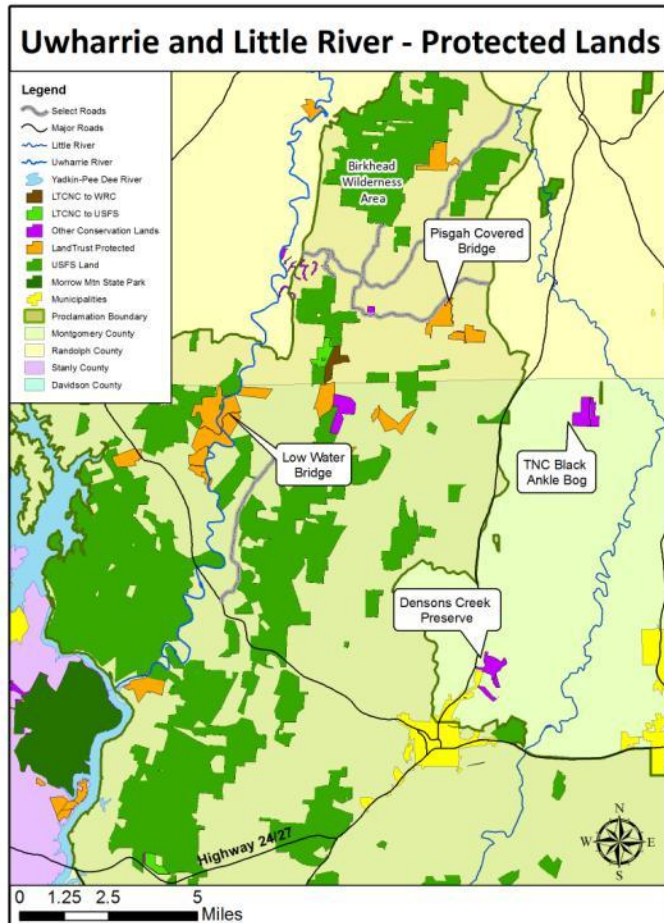 Uwharrie and Little River - Protected Lands
Legend
Select Roads
Major Roads
Little River
Uwharrie River
Yadkin-Pee Dee River
LTCNC to WRC
LTCNC to USFS
Other Conservation Lands
LandTrust Protected
USFS Land
Morrow Mtn State Park
Municipalities
Proclamation Boundary
Montgomery County
Randolph County
Stanly County
Davidson County
Birkhead
Wilderness
Area
Pisgah Covered
Bridge
Low Water
Bridge
TNC Black
Ankle Bog
Densons Creek
Preserve
Highway 24/27
N
W
E
S
0 1.25 2.5 5
Miles